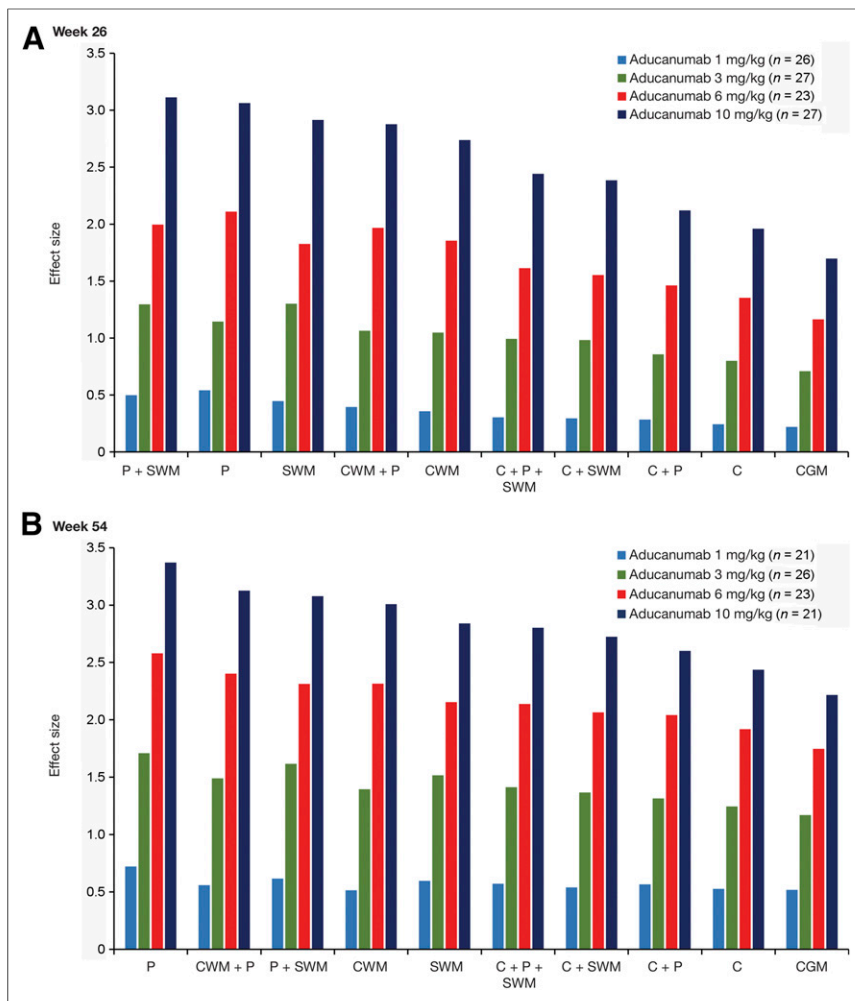 A Week 26
3.5
3.0
2.5
2.0
1.5
1.0
0.5
0
Effect size
Aducanumab 1 mg/kg (n = 26)
Aducanumab 3 mg/kg (n = 27)
Aducanumab 6 mg/kg (n = 23)
Aducanumab 10 mg/kg (n = 27)
P + SWM P SWM CWM + P CWM C + P + C + SWM C + P C CGM
SWM
B Week 54
3.5
3.0
2.5
2.0
1.5
1.0
0.5
0
Effect size
Aducanumab 1 mg/kg (n = 21)
Aducanumab 3 mg/kg (n = 26)
Aducanumab 6 mg/kg (n = 23)
Aducanumab 10 mg/kg (n = 21)
P CWM + P P + SWM CWM SWM C + P + C + SWM C + P C CGM
SWM